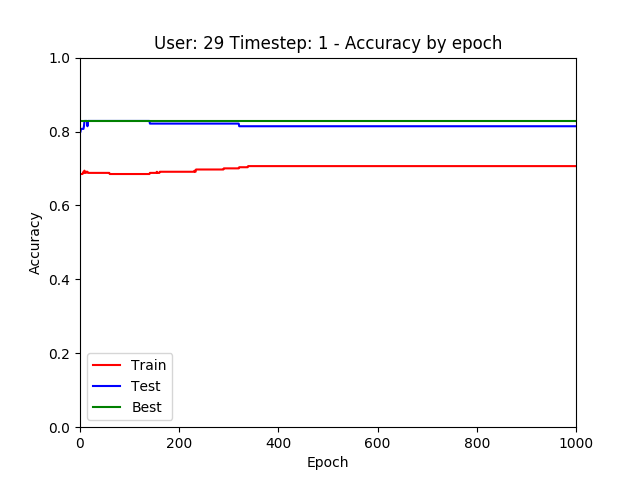 User: 29 Timestep: 1 - Accuracy by epoch
1.0
0.8
0.6
0.4
0.2
0.0
Accuracy
Train
Test
Best
0 200 400 600 800 1000
Epoch